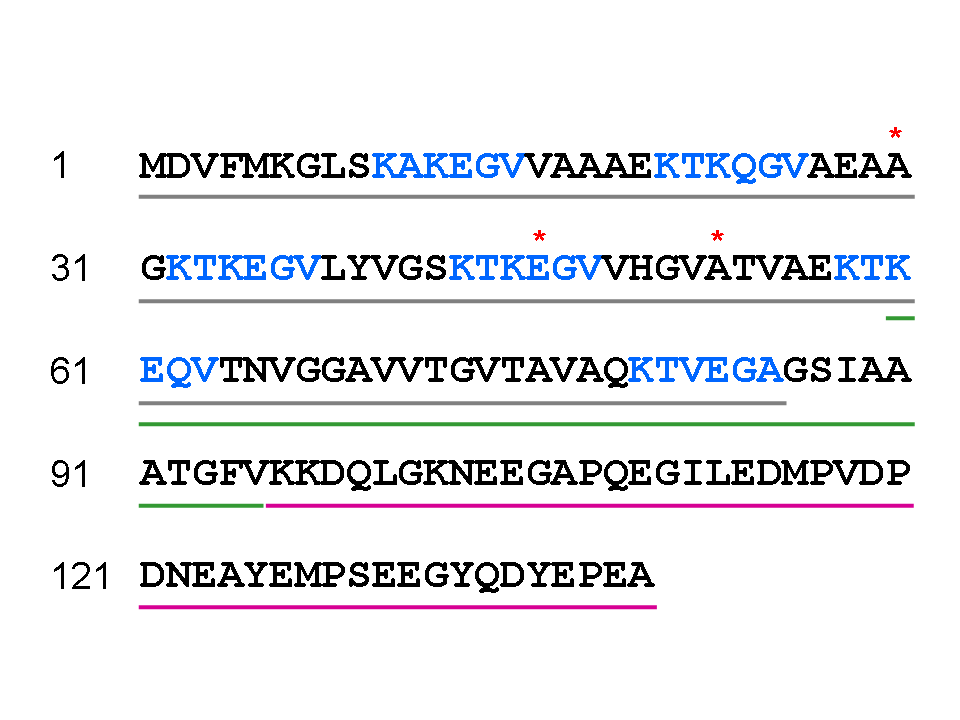 *
1 MDVFMKGLSKAKEGVVAAAEKTKQGVAEAA
* *
31 GKTKEGVLYVGSKTKEGVVHGVATVAEKTK
61 EQVTNVGGAVVTGVTAVAQKTVEGAGSIAA
91 ATGFVKKDQLGKNEEGAPQEGILEDMPVDP
121 DNEAYEMPSEEGYQDYEPEA